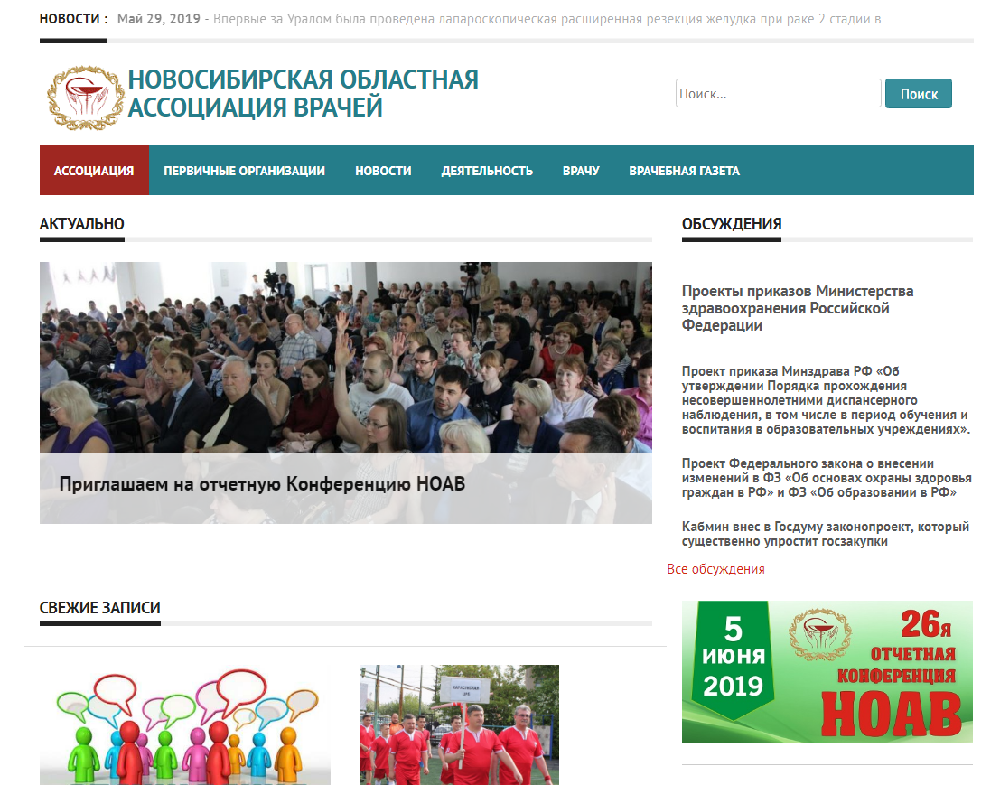 НОВОСТИ : Май 29, 2019 - Впервые за Уралом была проведена лапароскопическая расширенная резекция желудка при раке 2 стадии в
НОВОСИБИРСКАЯ ОБЛАСТНАЯ
АССОЦИАЦИЯ ВРАЧЕЙ
Поиск... Поиск
АССОЦИАЦИЯ ПЕРВИЧНЫЕ ОРГАНИЗАЦИИ НОВОСТИ ДЕЯТЕЛЬНОСТЬ ВРАЧУ ВРАЧЕБНАЯ ГАЗЕТА
АКТУАЛЬНО
Приглашаем на отчетную Конференцию НОАВ
ОБСУЖДЕНИЯ
Проекты приказов Министерства
здравоохранения Российской
Федерации
Проект приказа Минздрава РФ «Об
утверждении Порядка прохождения
несовершеннолетними диспансерного
наблюдения, в том числе в период обучения и
воспитания в образовательных учреждениях».
Проект Федерального закона о внесении
изменений в ФЗ «Об основах охраны здоровья
граждан в РФ» и ФЗ «Об образовании в РФ»
Кабмин внес в Госдуму законопроект, который
существенно упростит госзакупки
Все обсуждения
СВЕЖИЕ ЗАПИСИ
КАРАСУКСКАЯ
ЦРБ
5
ИЮНЯ
2019
26я
ОТЧЕТНАЯ
КОНФЕРЕНЦИЯ
НОАВ